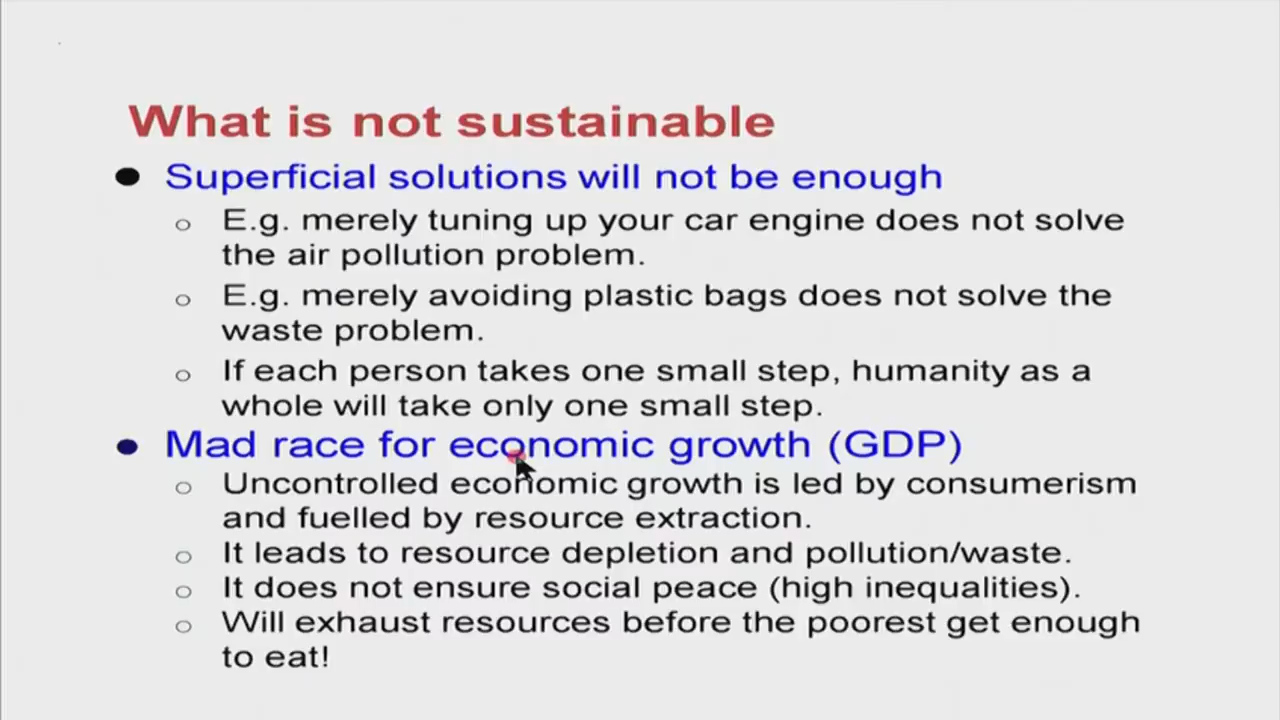 What is not sustainable
● Superficial solutions will not be enough
○ E.g. merely tuning up your car engine does not solve
the air pollution problem.
○ E.g. merely avoiding plastic bags does not solve the
waste problem.
○ If each person takes one small step, humanity as a
whole will take only one small step.
● Mad race for economic growth (GDP)
○ Uncontrolled economic growth is led by consumerism
and fuelled by resource extraction.
○ It leads to resource depletion and pollution/waste.
○ It does not ensure social peace (high inequalities).
○ Will exhaust resources before the poorest get enough
to eat!